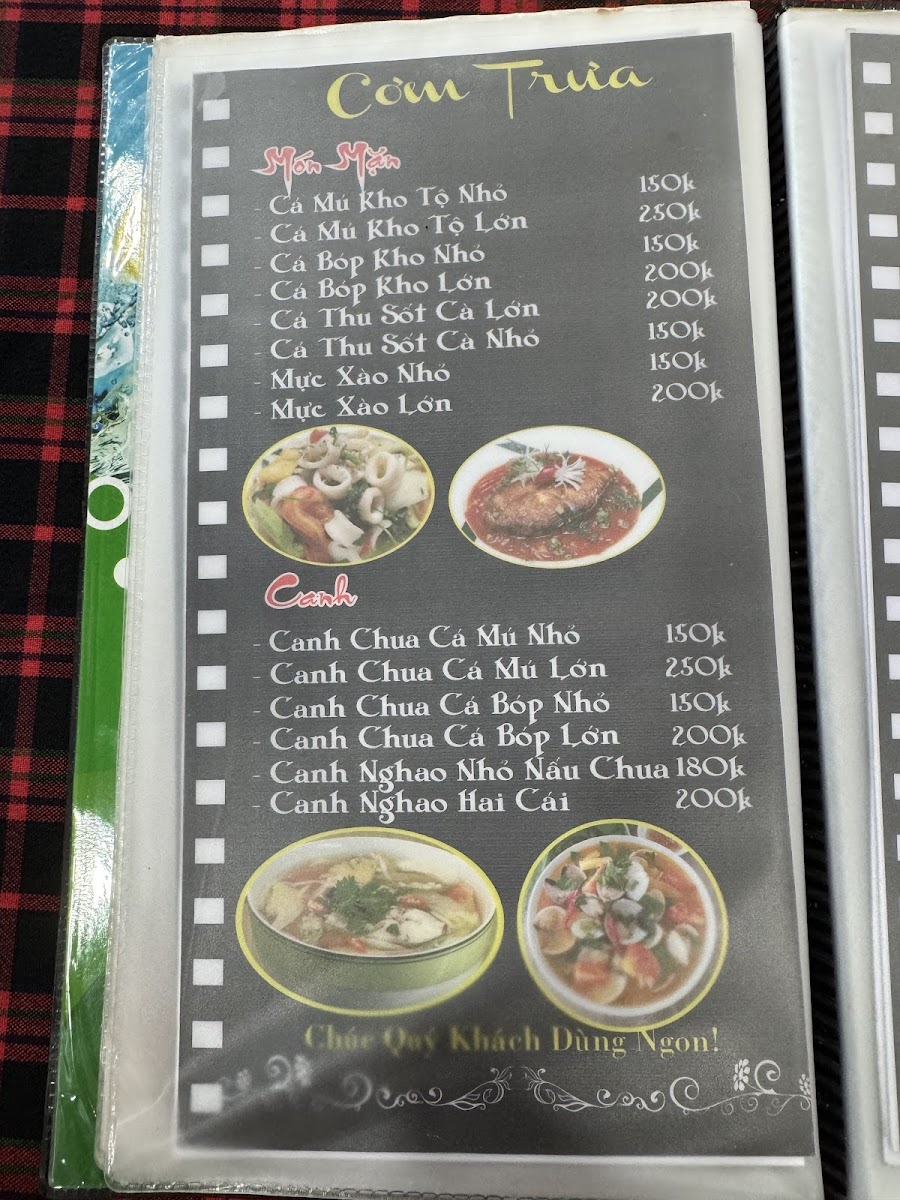 Cơm Trưa
Món Mặn
- Cá Mú Kho Tộ Nhỏ 150k
- Cá Mú Kho Tộ Lớn 250k
- Cá Bóp Kho Nhỏ 150k
- Cá Bóp Kho Lớn 200k
- Cá Thu Sốt Cà Lớn 200k
- Cá Thu Sốt Cà Nhỏ 150k
- Mực Xào Nhỏ 150k
- Mực Xào Lớn 200k
Canh
- Canh Chua Cá Mú Nhỏ 150k
- Canh Chua Cá Mú Lớn 250k
- Canh Chua Cá Bóp Nhỏ 150k
- Canh Chua Cá Bóp Lớn 200k
- Canh Nghao Nhỏ Nấu Chua 180k
- Canh Nghao Hai Cái 200k
Chúc Quý Khách Dùng Ngon!